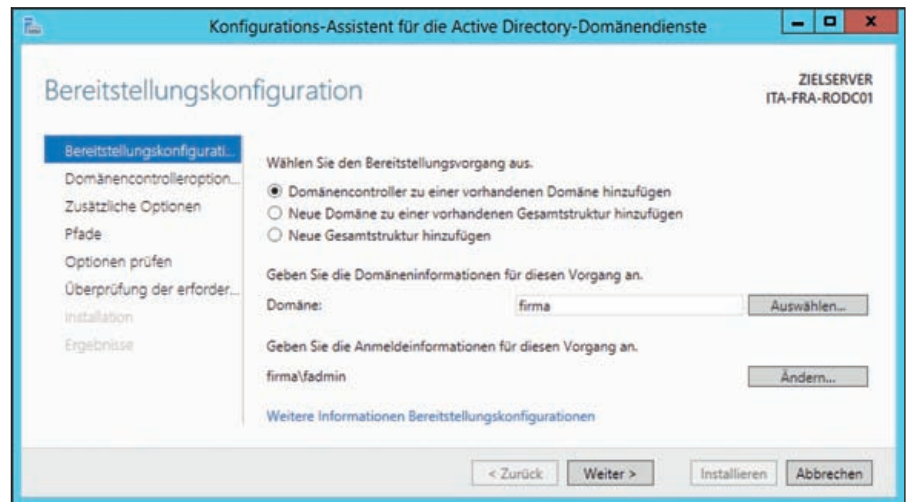 Konfigurations-Assistent für die Active Directory-Domänendienste
Bereitstellungskonfiguration
ZIELSERVER
ITA-FRA-RODC01
Bereitstellungskonfigurati...
Domänencontrolleroption...
Zusätzliche Optionen
Pfade
Optionen prüfen
Überprüfung der erforder...
Installation
Ergebnisse
Wählen Sie den Bereitstellungsvorgang aus.
Domänencontroller zu einer vorhandenen Domäne hinzufügen
Neue Domäne zu einer vorhandenen Gesamtstruktur hinzufügen
Neue Gesamtstruktur hinzufügen
Geben Sie die Domäneninformationen für diesen Vorgang an.
Domäne: firma Auswählen...
Geben Sie die Anmeldeinformationen für diesen Vorgang an.
firma\fadmin Ändern...
Weitere Informationen Bereitstellungskonfigurationen
< Zurück Weiter > Installieren Abbrechen